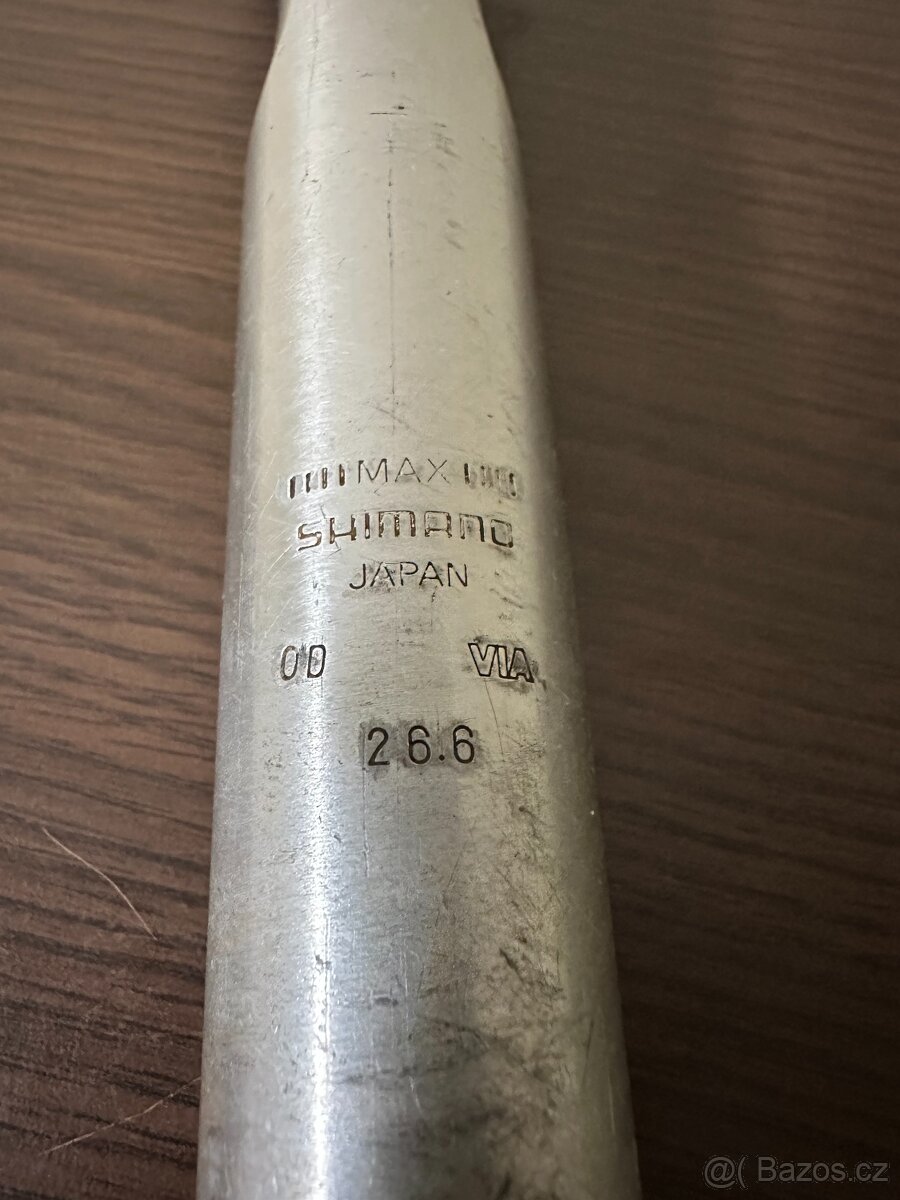 MAX
SHIMANO
JAPAN
OD VIA
26.6
@( Bazos.cz